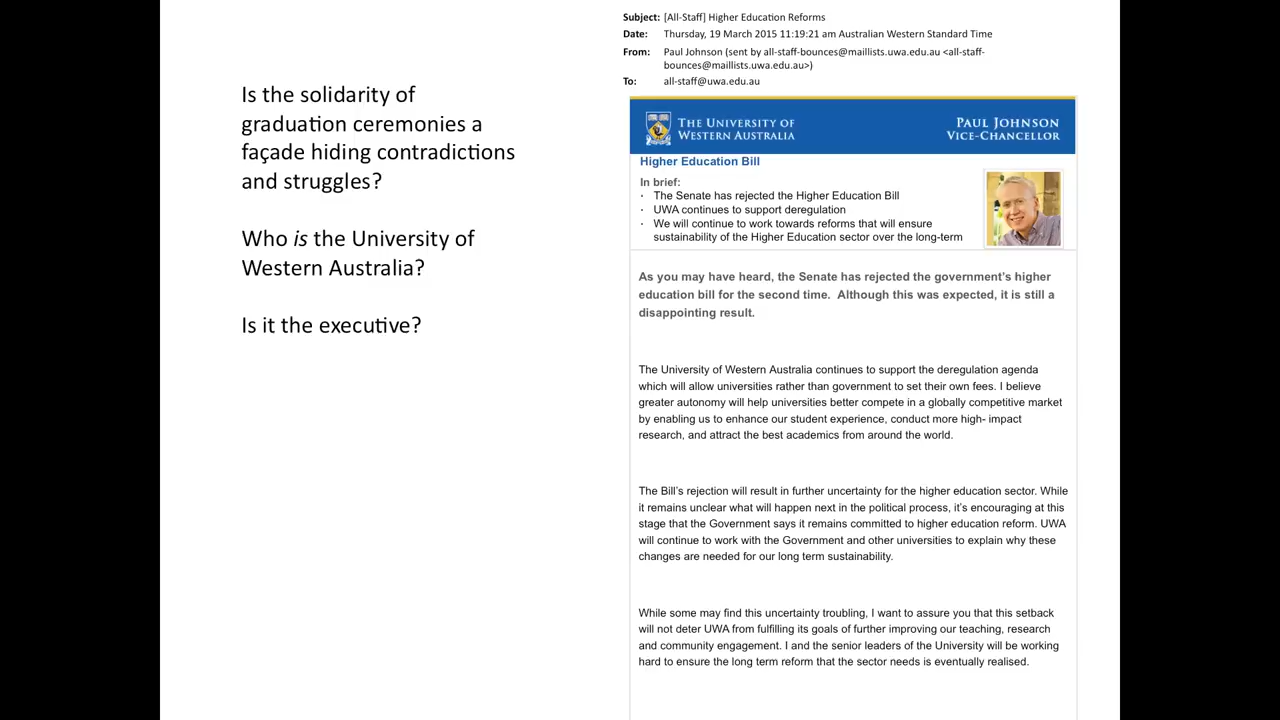 Is the solidarity of
graduation ceremonies a
façade hiding contradictions
and struggles?
Who is the University of
Western Australia?
Is it the executive?
Subject: [All-Staff] Higher Education Reforms
Date: Thursday, 19 March 2015 11:19:21 am Australian Western Standard Time
From: Paul Johnson (sent by all-staff-bounces@maillists.uwa.edu.au <all-staff-
bounces@maillists.uwa.edu.au>)
To: all-staff@uwa.edu.au
THE UNIVERSITY OF
WESTERN AUSTRALIA
PAUL JOHNSON
VICE-CHANCELLOR
Higher Education Bill
In brief:
· The Senate has rejected the Higher Education Bill
· UWA continues to support deregulation
· We will continue to work towards reforms that will ensure
sustainability of the Higher Education sector over the long-term
As you may have heard, the Senate has rejected the government's higher
education bill for the second time.  Although this was expected, it is still a
disappointing result.
The University of Western Australia continues to support the deregulation agenda
which will allow universities rather than government to set their own fees. I believe
greater autonomy will help universities better compete in a globally competitive market
by enabling us to enhance our student experience, conduct more high- impact
research, and attract the best academics from around the world.
The Bill's rejection will result in further uncertainty for the higher education sector. While
it remains unclear what will happen next in the political process, it's encouraging at this
stage that the Government says it remains committed to higher education reform. UWA
will continue to work with the Government and other universities to explain why these
changes are needed for our long term sustainability.
While some may find this uncertainty troubling, I want to assure you that this setback
will not deter UWA from fulfilling its goals of further improving our teaching, research
and community engagement. I and the senior leaders of the University will be working
hard to ensure the long term reform that the sector needs is eventually realised.